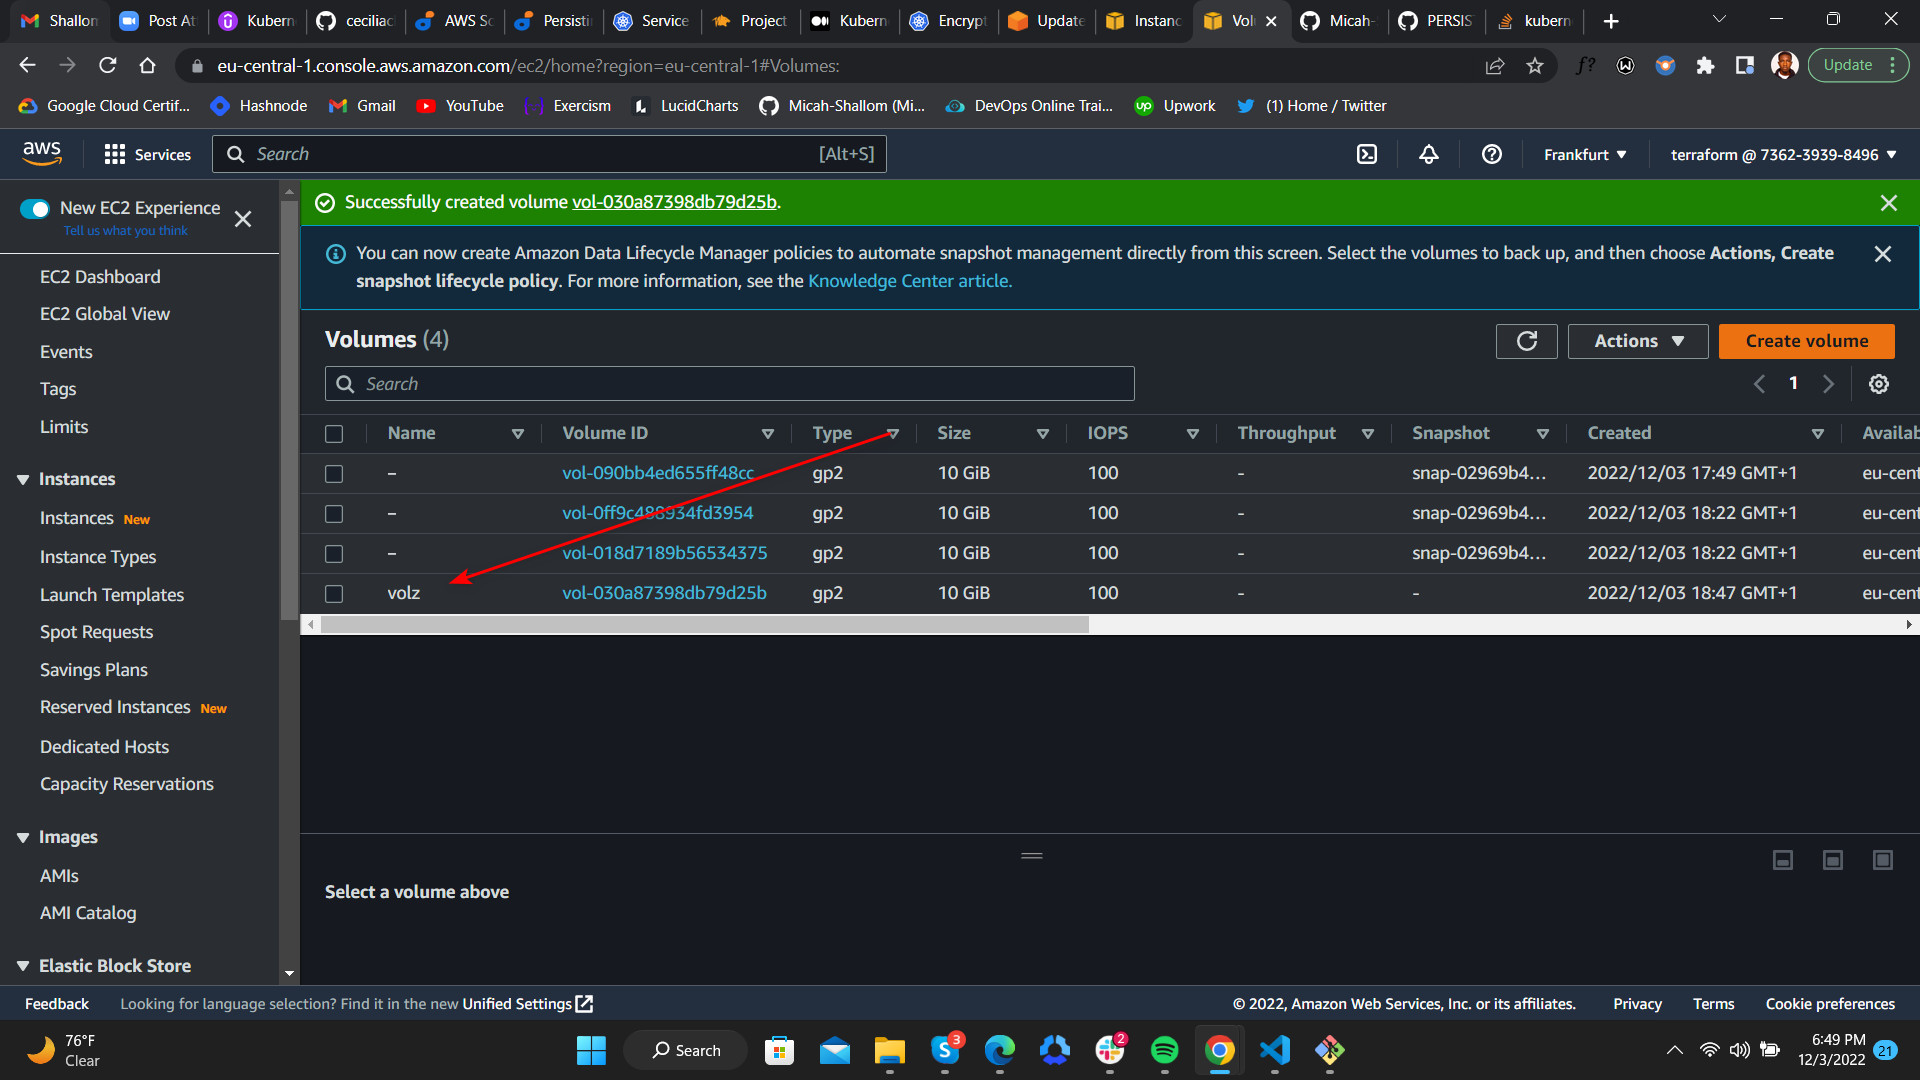 Shallom
Post At
Kubern
ceciliac
AWS So
Persistin
Service
Project
Kubern
Encrypt
Update
Instanc
Vol
Micah-
PERSIS
kubern
eu-central-1.console.aws.amazon.com/ec2/home?region=eu-central-1#Volumes:
Update
Google Cloud Certif...
Hashnode
Gmail
YouTube
Exercism
LucidCharts
Micah-Shallom (Mi...
DevOps Online Trai...
Upwork
(1) Home / Twitter
aws
Services
Search [Alt+S]
Frankfurt
terraform @ 7362-3939-8496
New EC2 Experience
Tell us what you think
EC2 Dashboard
EC2 Global View
Events
Tags
Limits
Instances
Instances New
Instance Types
Launch Templates
Spot Requests
Savings Plans
Reserved Instances New
Dedicated Hosts
Capacity Reservations
Images
AMIs
AMI Catalog
Elastic Block Store
Successfully created volume vol-030a87398db79d25b.
You can now create Amazon Data Lifecycle Manager policies to automate snapshot management directly from this screen. Select the volumes to back up, and then choose Actions, Create
snapshot lifecycle policy. For more information, see the Knowledge Center article.
Volumes (4)
Actions
Create volume
Search
1
Name Volume ID Type Size IOPS Throughput Snapshot Created Availab
– vol-090bb4ed655ff48cc gp2 10 GiB 100 - snap-02969b4... 2022/12/03 17:49 GMT+1 eu-cent
– vol-0ff9c488934fd3954 gp2 10 GiB 100 - snap-02969b4... 2022/12/03 18:22 GMT+1 eu-cent
– vol-018d7189b56534375 gp2 10 GiB 100 - snap-02969b4... 2022/12/03 18:22 GMT+1 eu-cent
volz vol-030a87398db79d25b gp2 10 GiB 100 - - 2022/12/03 18:47 GMT+1 eu-cent
Select a volume above
Feedback
Looking for language selection? Find it in the new Unified Settings
© 2022, Amazon Web Services, Inc. or its affiliates.
Privacy
Terms
Cookie preferences
76°F
Clear
Search
3
2
6:49 PM
12/3/2022
21